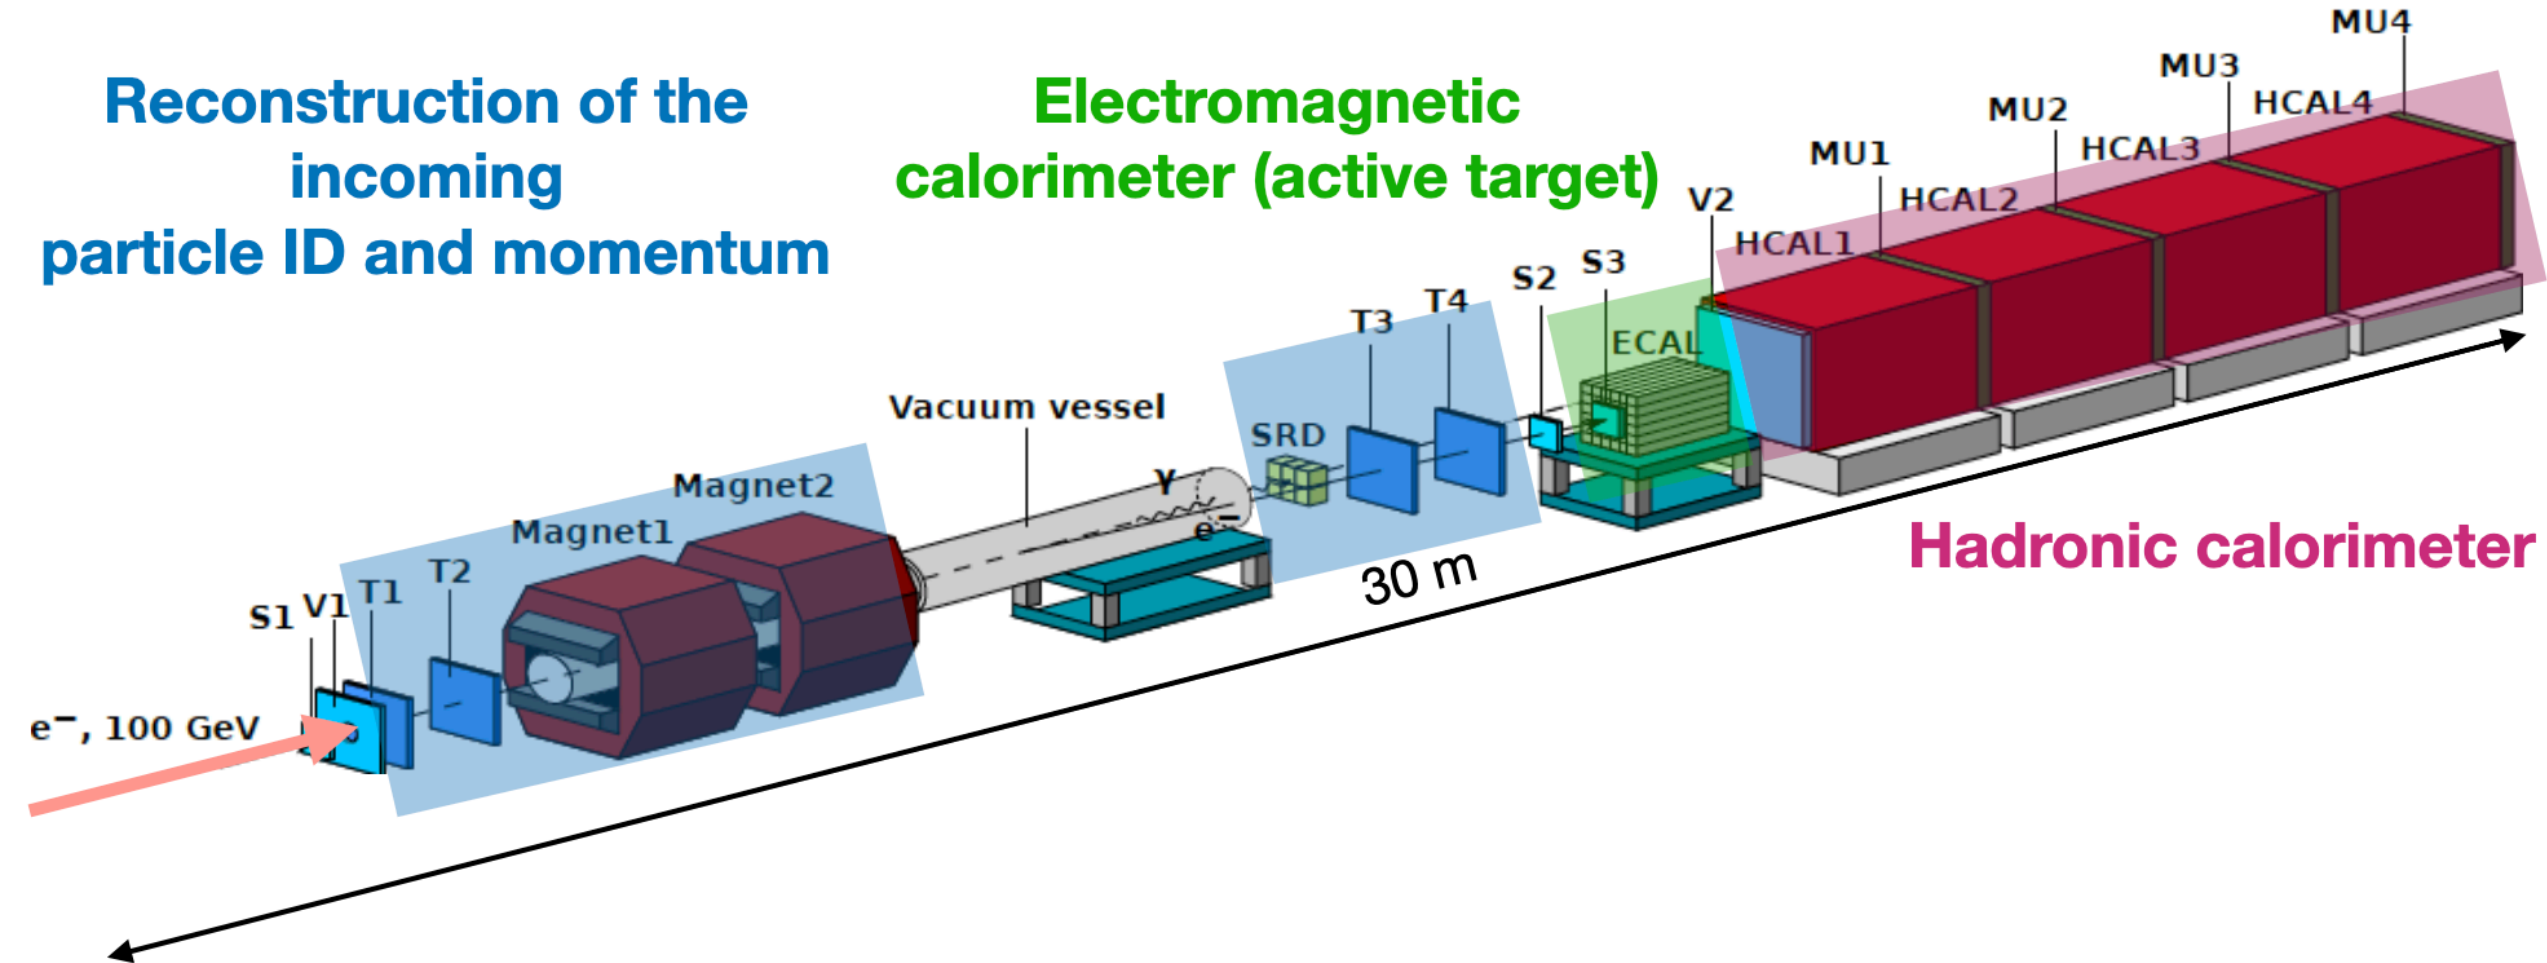 Reconstruction of the
incoming
particle ID and momentum
Electromagnetic
calorimeter (active target)
MU4
MU3
HCAL4
MU2
HCAL3
MU1
HCAL2
V2
HCAL1
S3
S2
ECAL
T4
T3
Vacuum vessel
SRD
γ
e⁻
Magnet2
Magnet1
T2
T1
V1
S1
e⁻, 100 GeV
30 m
Hadronic calorimeter